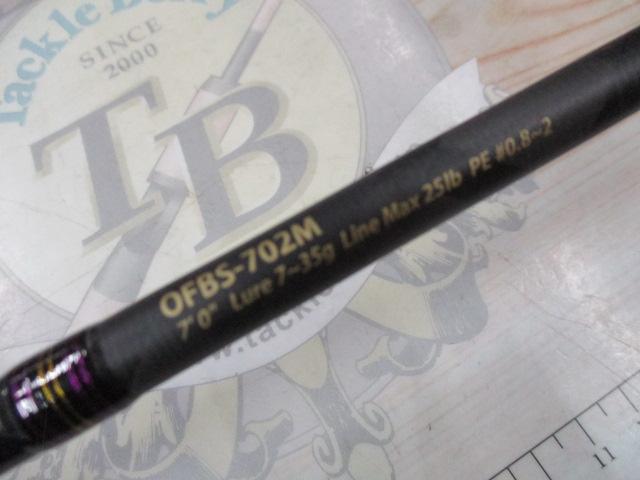 Tackle Berry
SINCE
2000
TB
OFBS-702M
7'0" Lure 7~35g Line Max 25lb PE #0.8~2
w.tackle
11